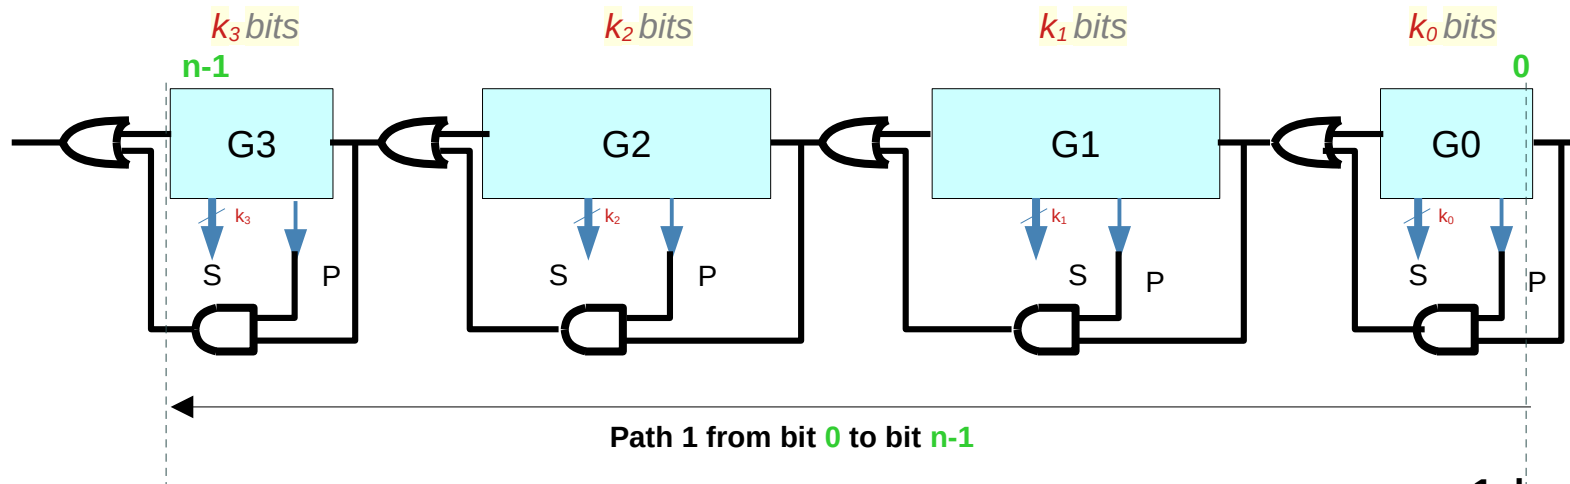 k3 bits k2 bits k1 bits k0 bits
n-1 0
G3 G2 G1 G0
k3 k2 k1 k0
S P S P S P S P
Path 1 from bit 0 to bit n-1